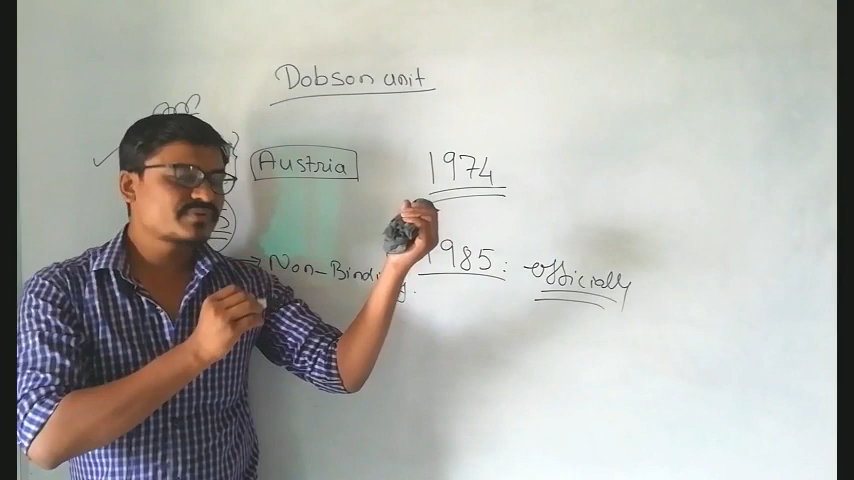 Dobson unit
Austria
1974
1985: officially
→ Non-Binding.